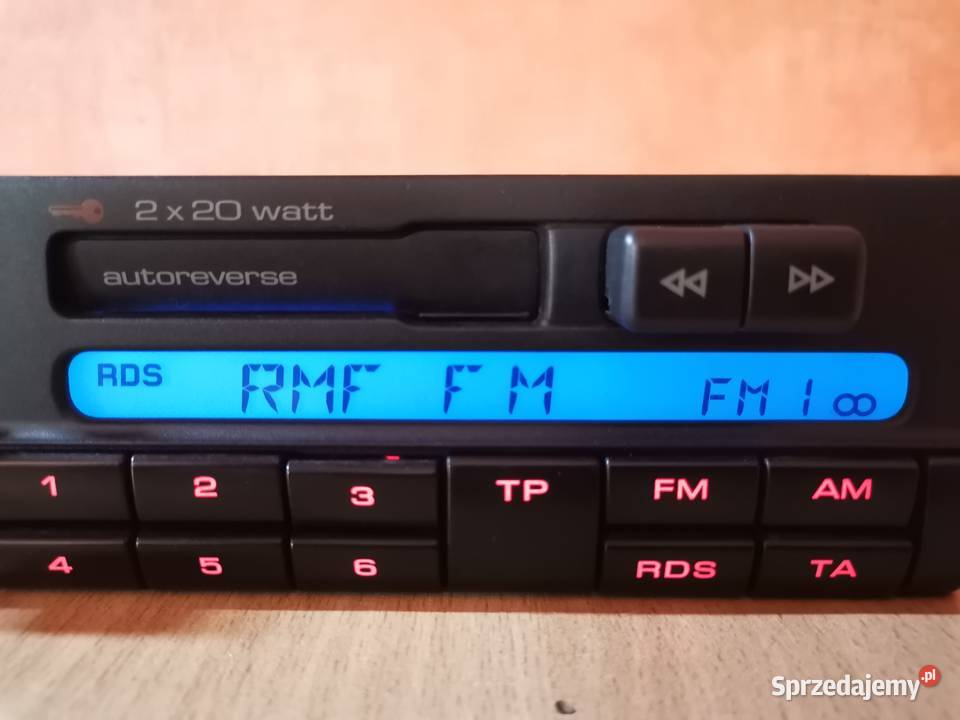 2 x 20 watt
autoreverse
RDS RMF FM FM1
1 2 3 TP FM AM
4 5 6 RDS TA
Sprzedajemy.pl